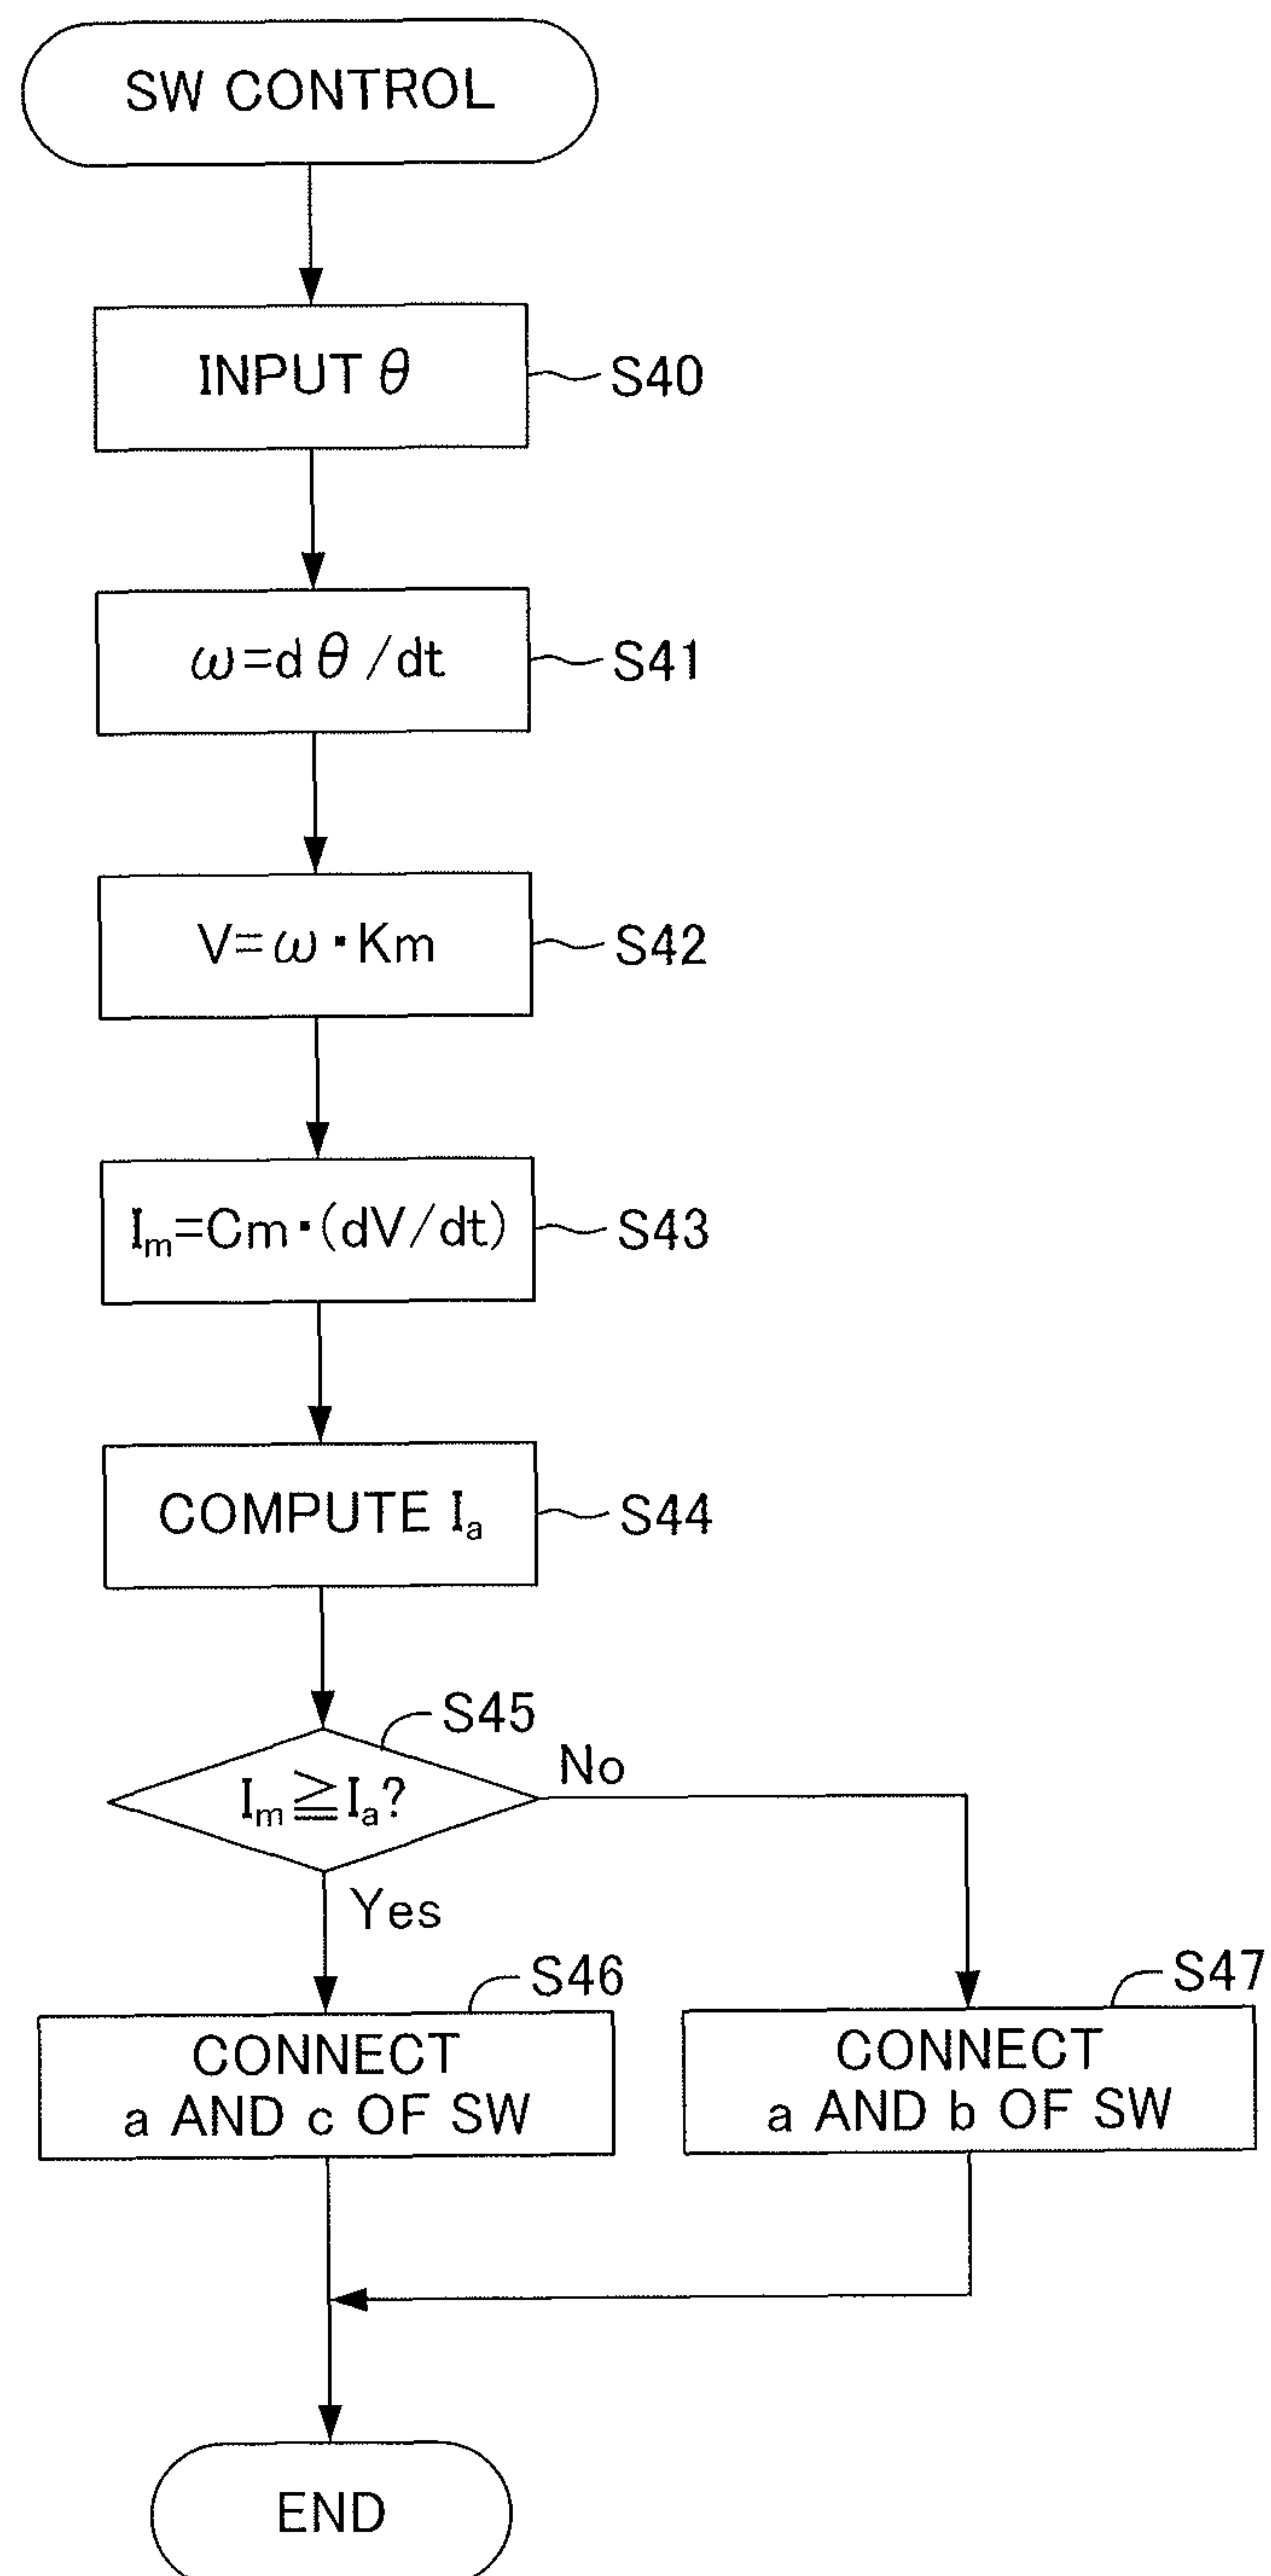 SW CONTROL
INPUT θ
S40
ω=dθ/dt
S41
V=ω·Km
S42
Iₘ=Cm·(dV/dt)
S43
COMPUTE Iₐ
S44
S45
Iₘ≧Iₐ?
No
Yes
S46
CONNECT
a AND c OF SW
S47
CONNECT
a AND b OF SW
END